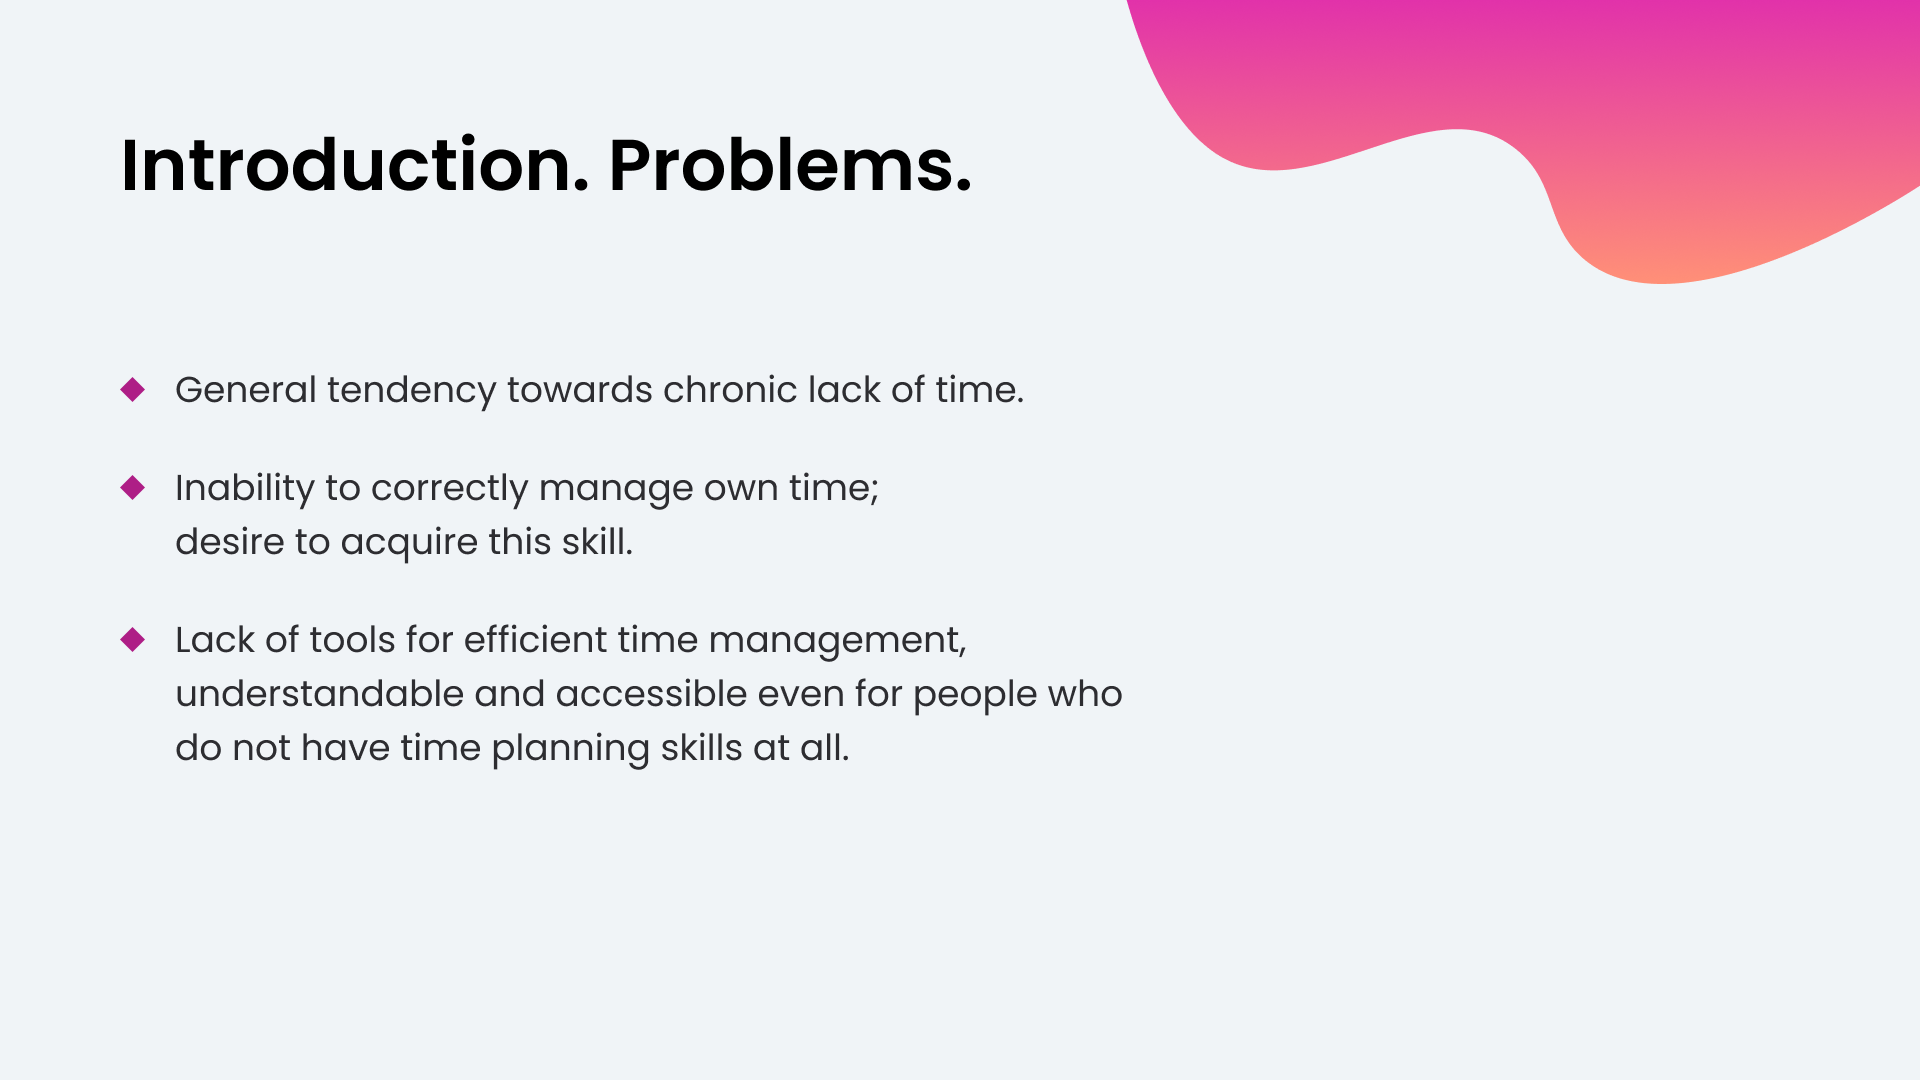 Introduction. Problems.
General tendency towards chronic lack of time.
Inability to correctly manage own time;
desire to acquire this skill.
Lack of tools for efficient time management,
understandable and accessible even for people who
do not have time planning skills at all.